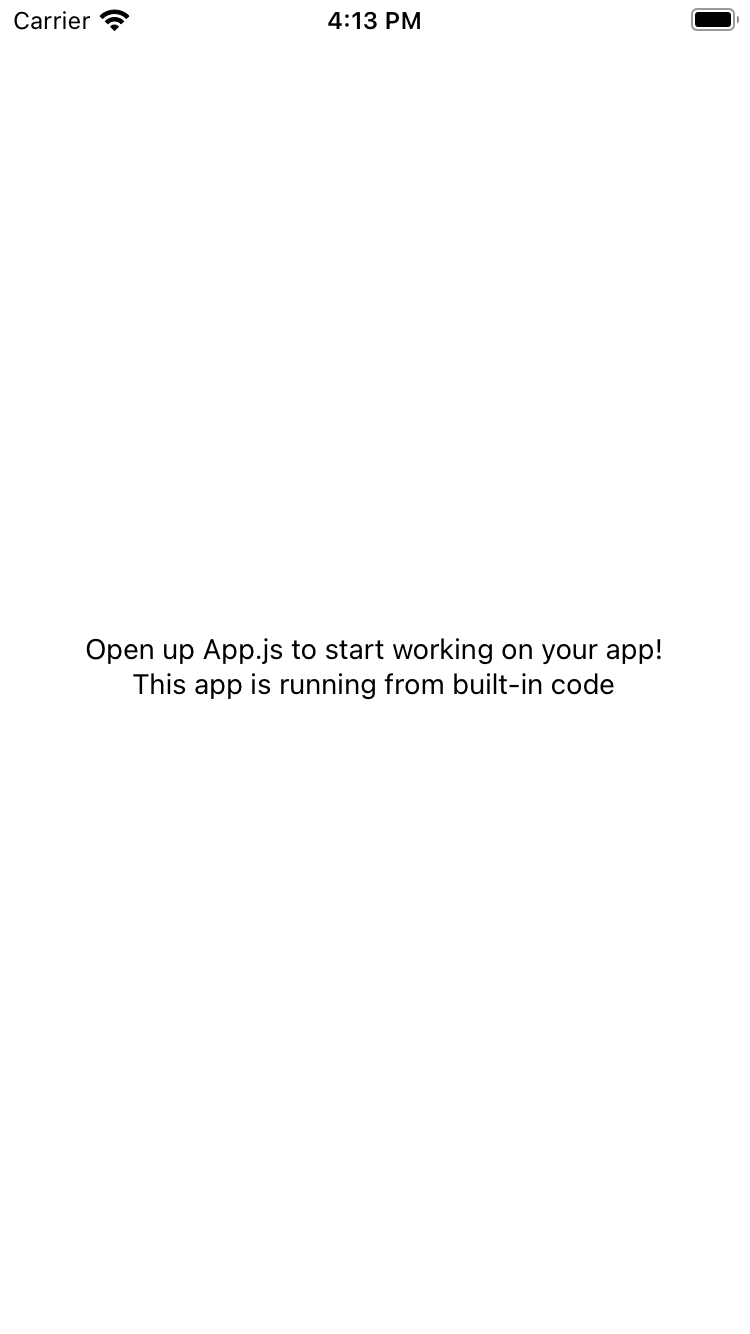 Carrier 4:13 PM
Open up App.js to start working on your app!
This app is running from built-in code